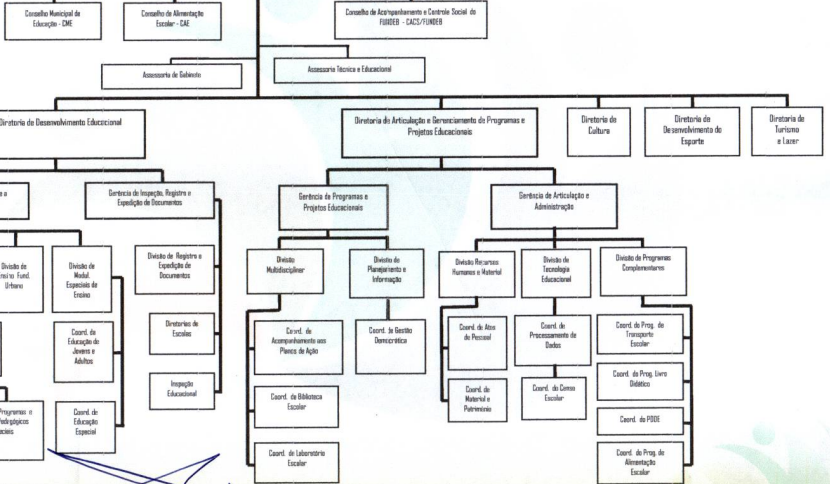 Conselho Municipal de
Educação - CME
Conselho de Alimentação
Escolar - CAE
Conselho de Acompanhamento e Controle Social do
FUNDEB - CACS/FUNDEB
Assessoria de Gabinete
Assessoria Técnica e Educacional
Diretoria de Desenvolvimento Educacional
Diretoria de Articulação e Gerenciamento de Programas e
Projetos Educacionais
Diretoria de
Cultura
Diretoria de
Desenvolvimento do
Esporte
Diretoria de
Turismo
e Lazer
Gerência de Inspeção, Registro e
Expedição de Documentos
Gerência de Programas e
Projetos Educacionais
Gerência de Articulação e
Administração
Divisão de
Ensino Fund.
Urbano
Divisão de
Modal.
Especiais de
Ensino
Divisão de Registro e
Expedição de
Documentos
Divisão
Multidisciplinar
Divisão de
Planejamento e
Informação
Divisão Recursos
Humanos e Material
Divisão de
Tecnologia
Educacional
Divisão de Programas
Complementares
Coord. de
Educação de
Jovens e
Adultos
Diretorias de
Escolas
Coord. de
Acompanhamento aos
Planos de Ação
Coord. de Gestão
Democrática
Coord. de Atos
de Pessoal
Coord. de
Processamento de
Dados
Coord. do Prog. de
Transporte
Escolar
Inspeção
Educacional
Coord. de Biblioteca
Escolar
Coord. de
Material e
Patrimônio
Coord. do Censo
Escolar
Coord. do Prog. Livro
Didático
Programas e
Pedagógicos
Coord. de
Educação
Especial
Coord. do PDDE
Coord. de Laboratório
Escolar
Coord. do Prog. de
Alimentação
Escolar